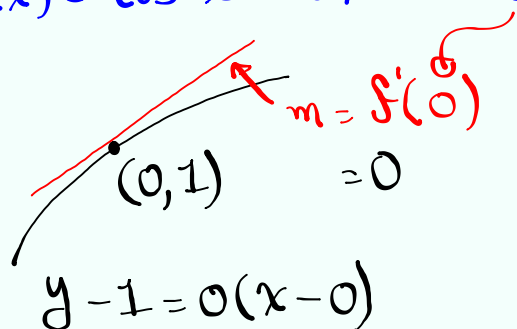 m = f'(0)
(0,1) = 0
y - 1 = 0(x - 0)